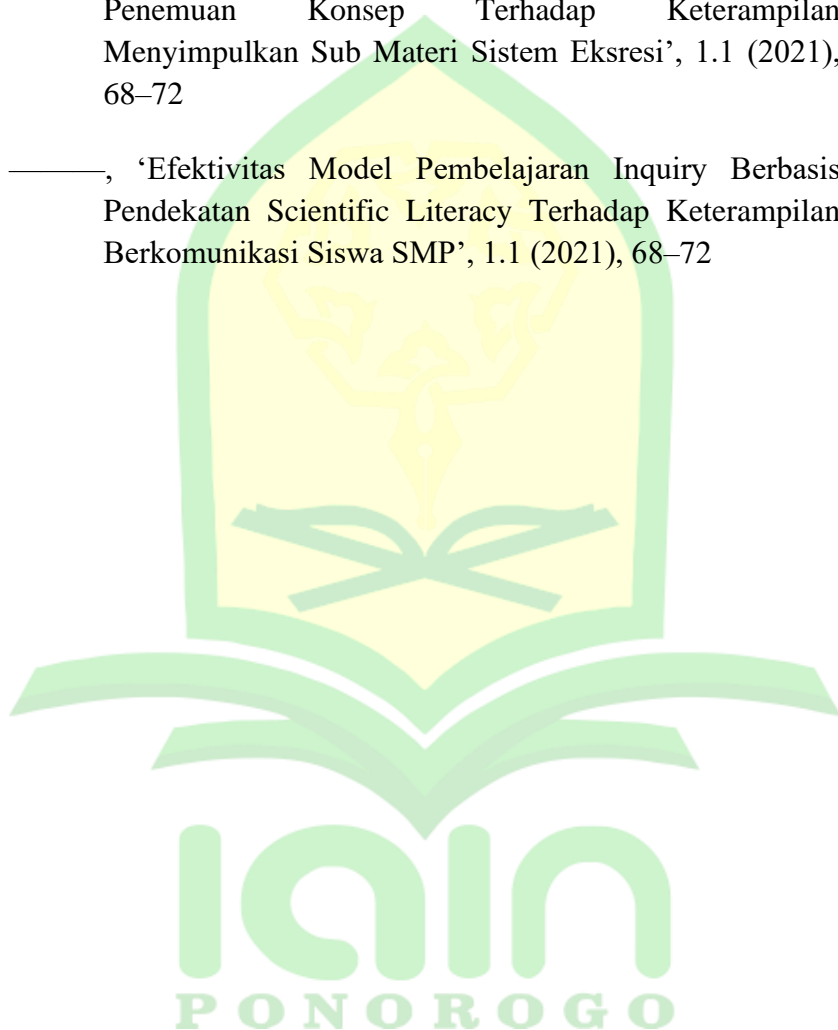 Penemuan Konsep Terhadap Keterampilan
Menyimpulkan Sub Materi Sistem Eksresi’, 1.1 (2021),
68–72
———, ‘Efektivitas Model Pembelajaran Inquiry Berbasis
Pendekatan Scientific Literacy Terhadap Keterampilan
Berkomunikasi Siswa SMP’, 1.1 (2021), 68–72
iain
PONOROGO